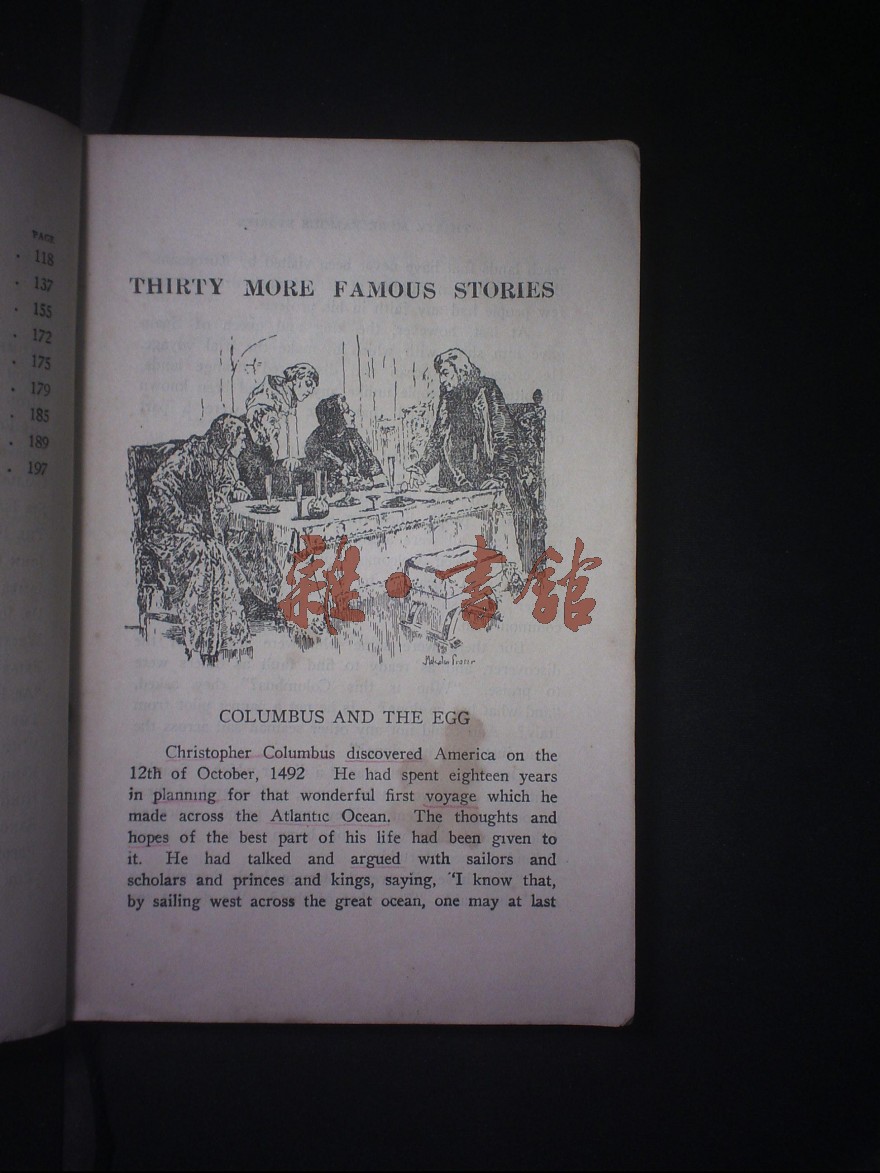 PAGE
118
137
155
172
175
179
185
189
197
THIRTY MORE FAMOUS STORIES
雜·書館
Malcolm Fraser
COLUMBUS AND THE EGG
Christopher Columbus discovered America on the
12th of October, 1492 He had spent eighteen years
in planning for that wonderful first voyage which he
made across the Atlantic Ocean. The thoughts and
hopes of the best part of his life had been given to
it. He had talked and argued with sailors and
scholars and princes and kings, saying, "I know that,
by sailing west across the great ocean, one may at last